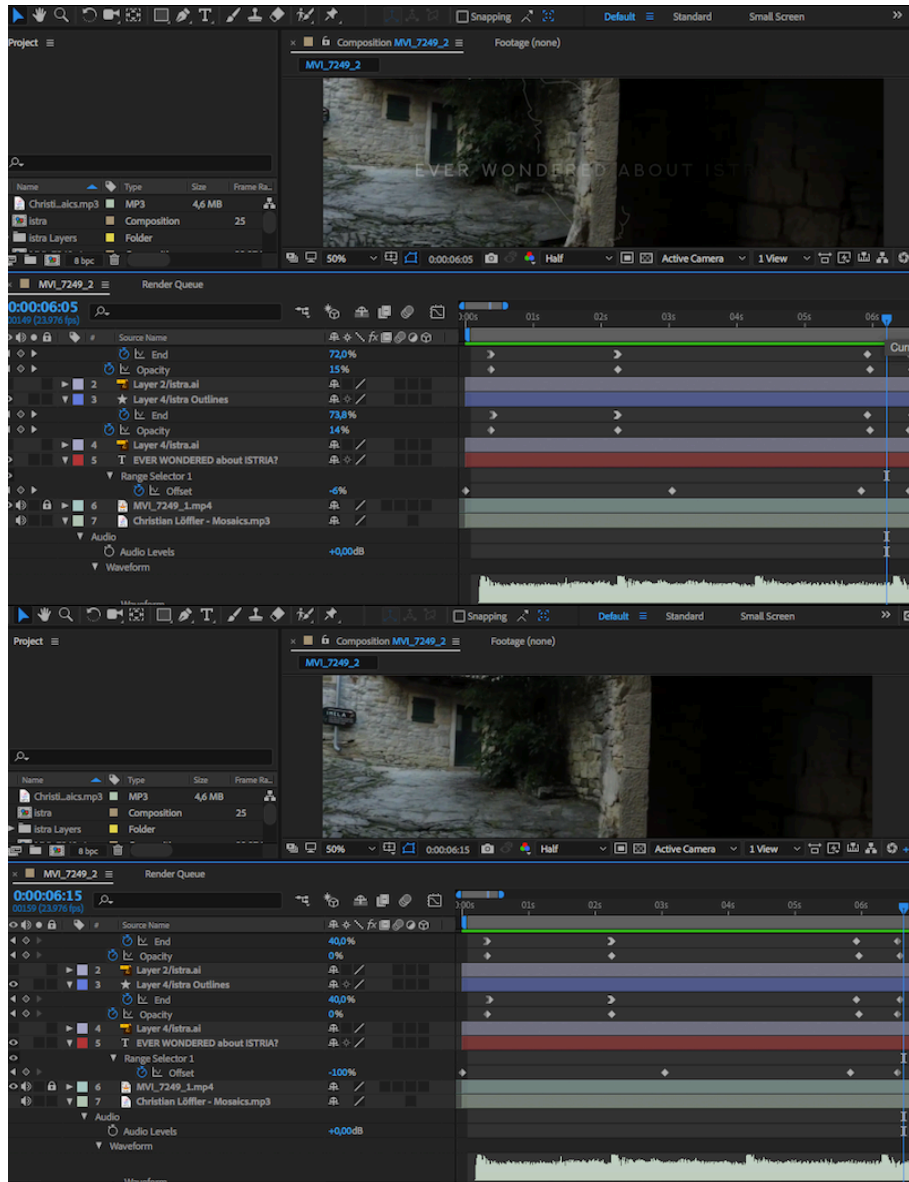 T. Snapping Default Standard Small Screen
Project Composition MVI_7249_2 Footage (none)
MVI_7249_2
EVER WONDERED ABOUT IST
Name Type Size Frame Ra..
Christi...aics.mp3 MP3 4,6 MB
istra Composition 25
istra Layers Folder
8 bpc 50% 0:00:06:05 Half Active Camera 1 View
MVI_7249_2 Render Queue
0:00:06:05
00149 (23.976 fps) 01s 02s 03s 04s 05s 06s
# Source Name
End 72,0%
Opacity 15%
2 Layer 2/istra.ai
3 Layer 4/istra Outlines
End 73,8%
Opacity 14%
4 Layer 4/istra.ai
5 T EVER WONDERED about ISTRIA?
Range Selector 1
Offset -6%
6 MVI_7249_1.mp4
7 Christian Löffler - Mosaics.mp3
Audio
Audio Levels +0,00dB
Waveform
T. Snapping Default Standard Small Screen
Project Composition MVI_7249_2 Footage (none)
MVI_7249_2
Name Type Size Frame Ra..
Christi...aics.mp3 MP3 4,6 MB
istra Composition 25
istra Layers Folder
8 bpc 50% 0:00:06:15 Half Active Camera 1 View
MVI_7249_2 Render Queue
0:00:06:15
00159 (23.976 fps) 01s 02s 03s 04s 05s 06s
# Source Name
End 40,0%
Opacity 0%
2 Layer 2/istra.ai
3 Layer 4/istra Outlines
End 40,0%
Opacity 0%
4 Layer 4/istra.ai
5 T EVER WONDERED about ISTRIA?
Range Selector 1
Offset -100%
6 MVI_7249_1.mp4
7 Christian Löffler - Mosaics.mp3
Audio
Audio Levels +0,00dB
Waveform